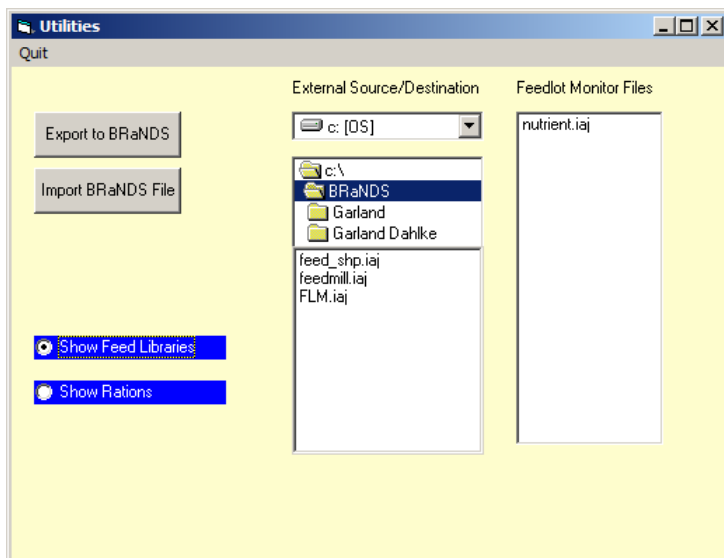 Utilities
Quit
External Source/Destination
Feedlot Monitor Files
Export to BRaNDS
Import BRaNDS File
c: [OS]
c:\
BRaNDS
Garland
Garland Dahlke
feed_shp.iaj
feedmill.iaj
FLM.iaj
nutrient.iaj
Show Feed Libraries
Show Rations